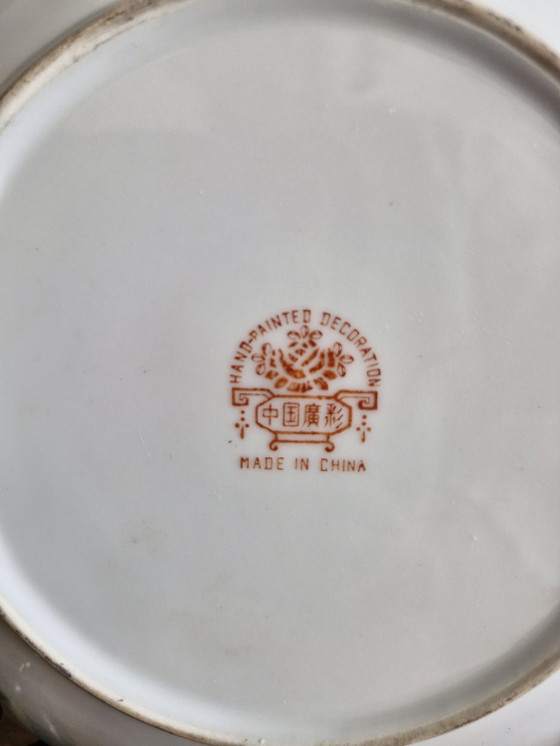 HAND-PAINTED DECORATION
中国廣彩
MADE IN CHINA